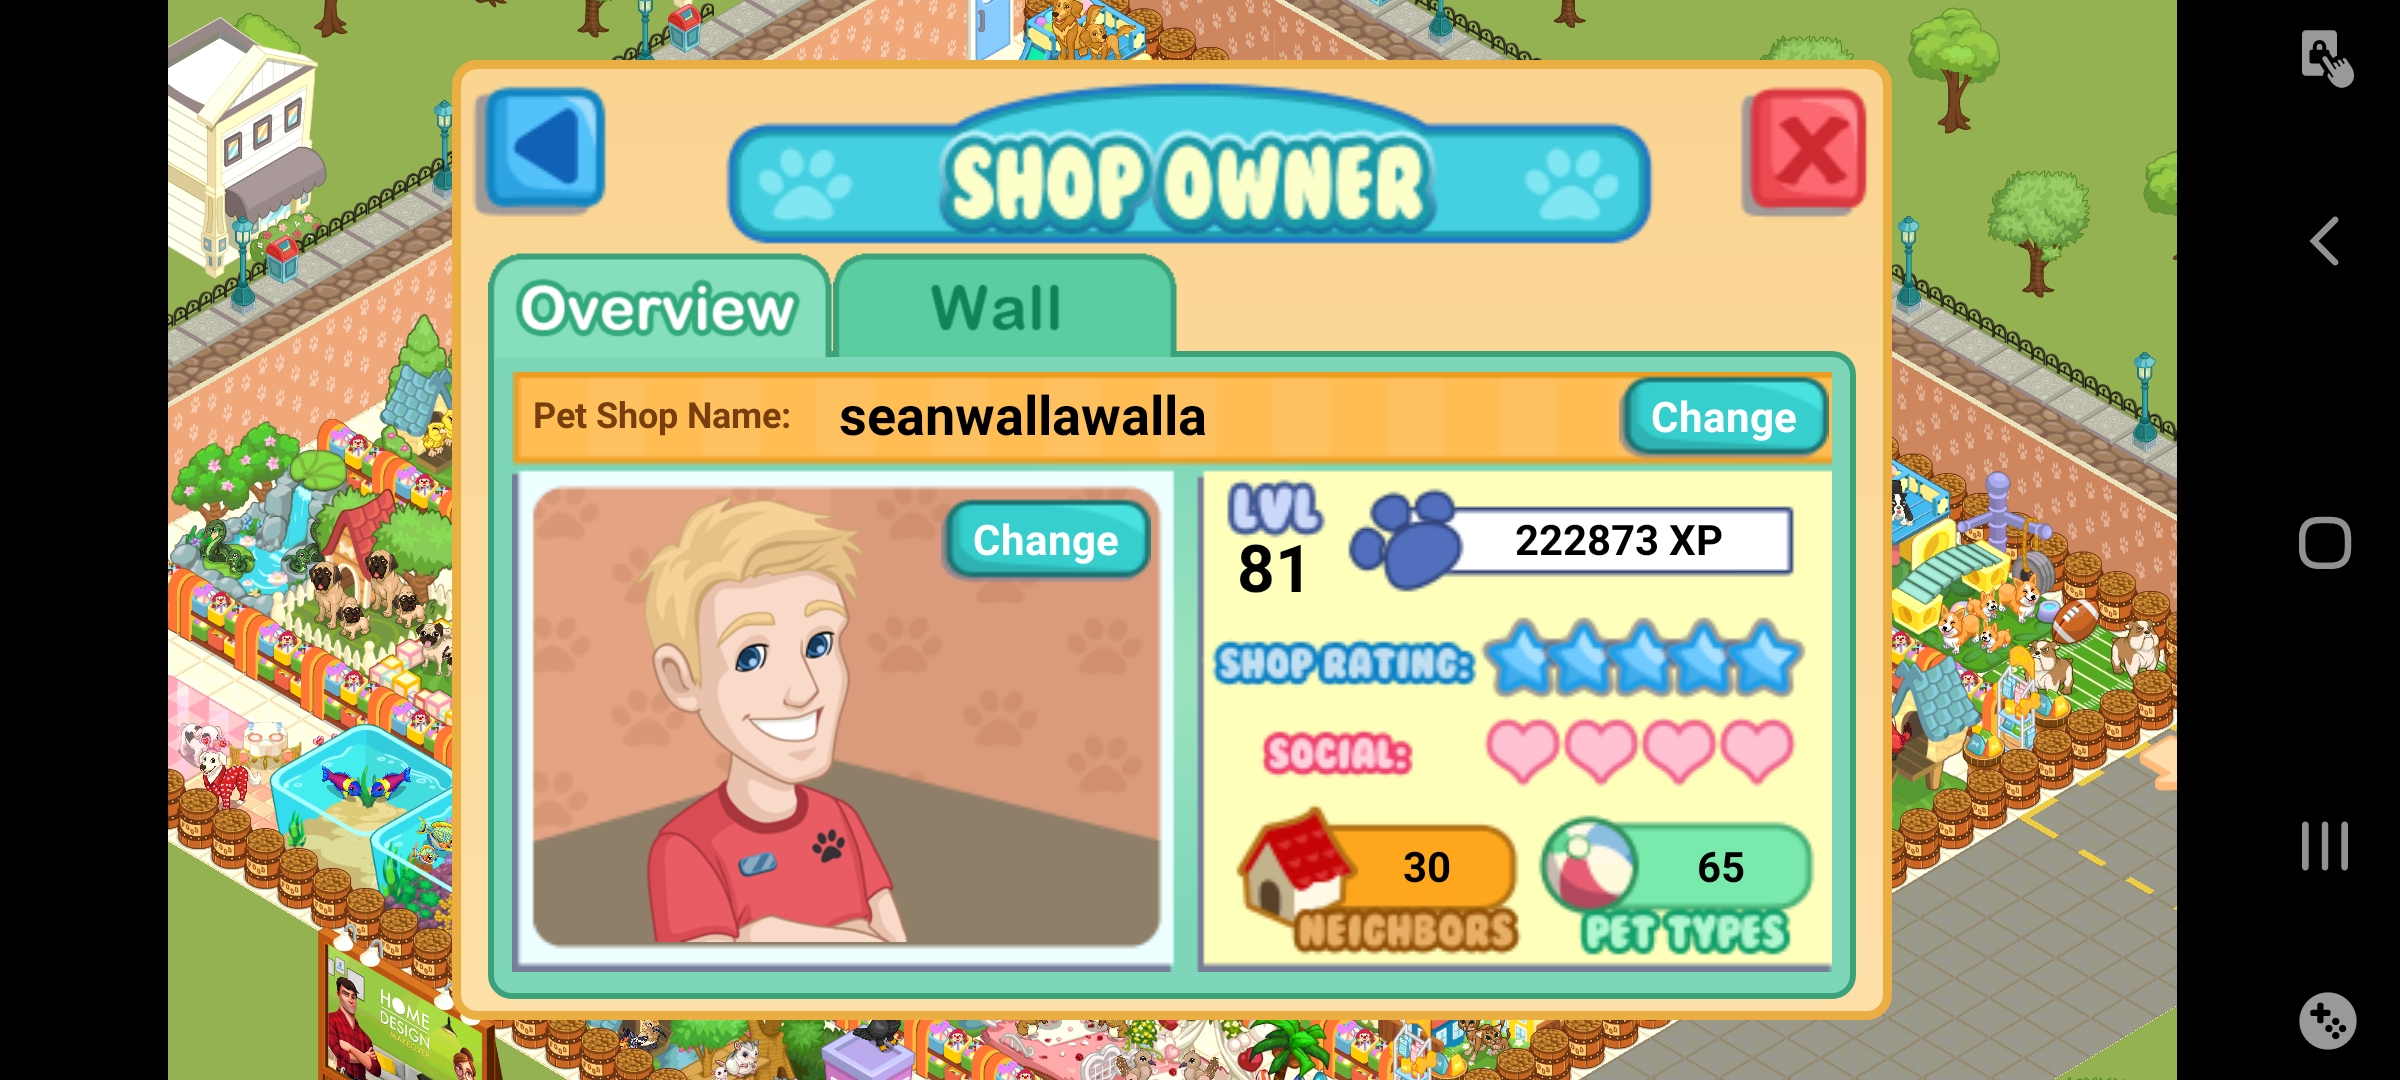 SHOP OWNER
Overview
Wall
Pet Shop Name: seanwallawalla
Change
Change
LVL
81
222873 XP
SHOP RATING:
SOCIAL:
30
NEIGHBORS
65
PET TYPES
HOME
DESIGN
MAKEOVER